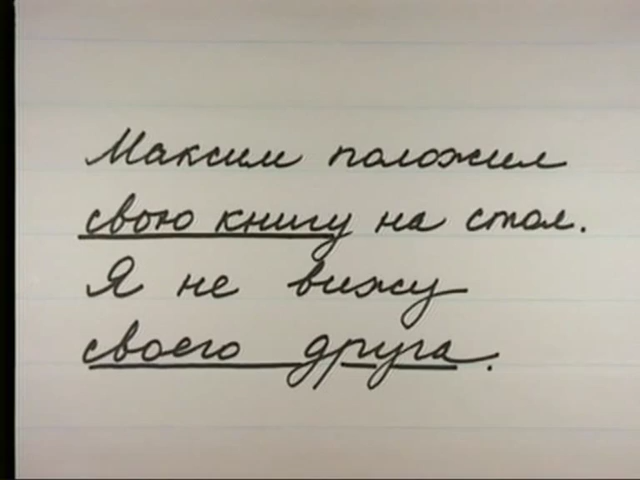 Максим положил
свою книгу на стол.
Я не вижу
своего друга.